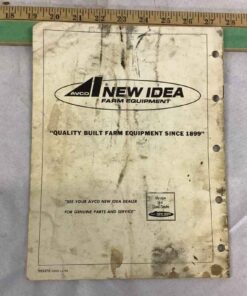 AVCO
NEW IDEA
FARM EQUIPMENT
"QUALITY BUILT FARM EQUIPMENT SINCE 1899"
"SEE YOUR AVCO NEW IDEA DEALER
FOR GENUINE PARTS AND SERVICE"